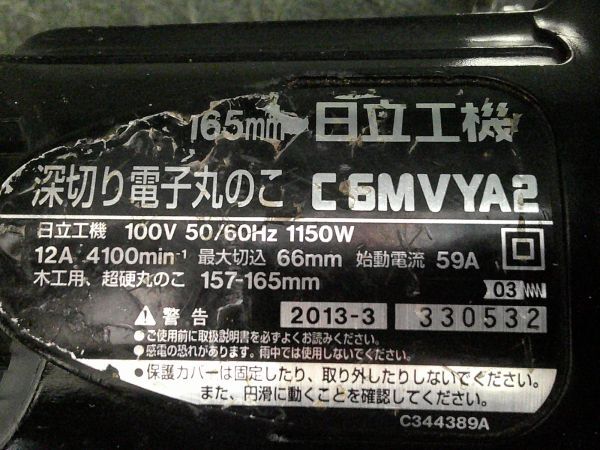 165mm 日立工機
深切り電子丸のこ C6MVYA2
日立工機 100V 50/60Hz 1150W
12A 4100min⁻¹ 最大切込 66mm 始動電流 59A
木工用、超硬丸のこ 157-165mm
03
警告 2013-3 330532
●ご使用前に取扱説明書を必ずよくお読みください。
●感電の恐れがあります。雨中では使用しないでください。
●保護カバーは固定したり、取り外したりしないでください。
また、円滑に動くことを確認してください。
C344389A